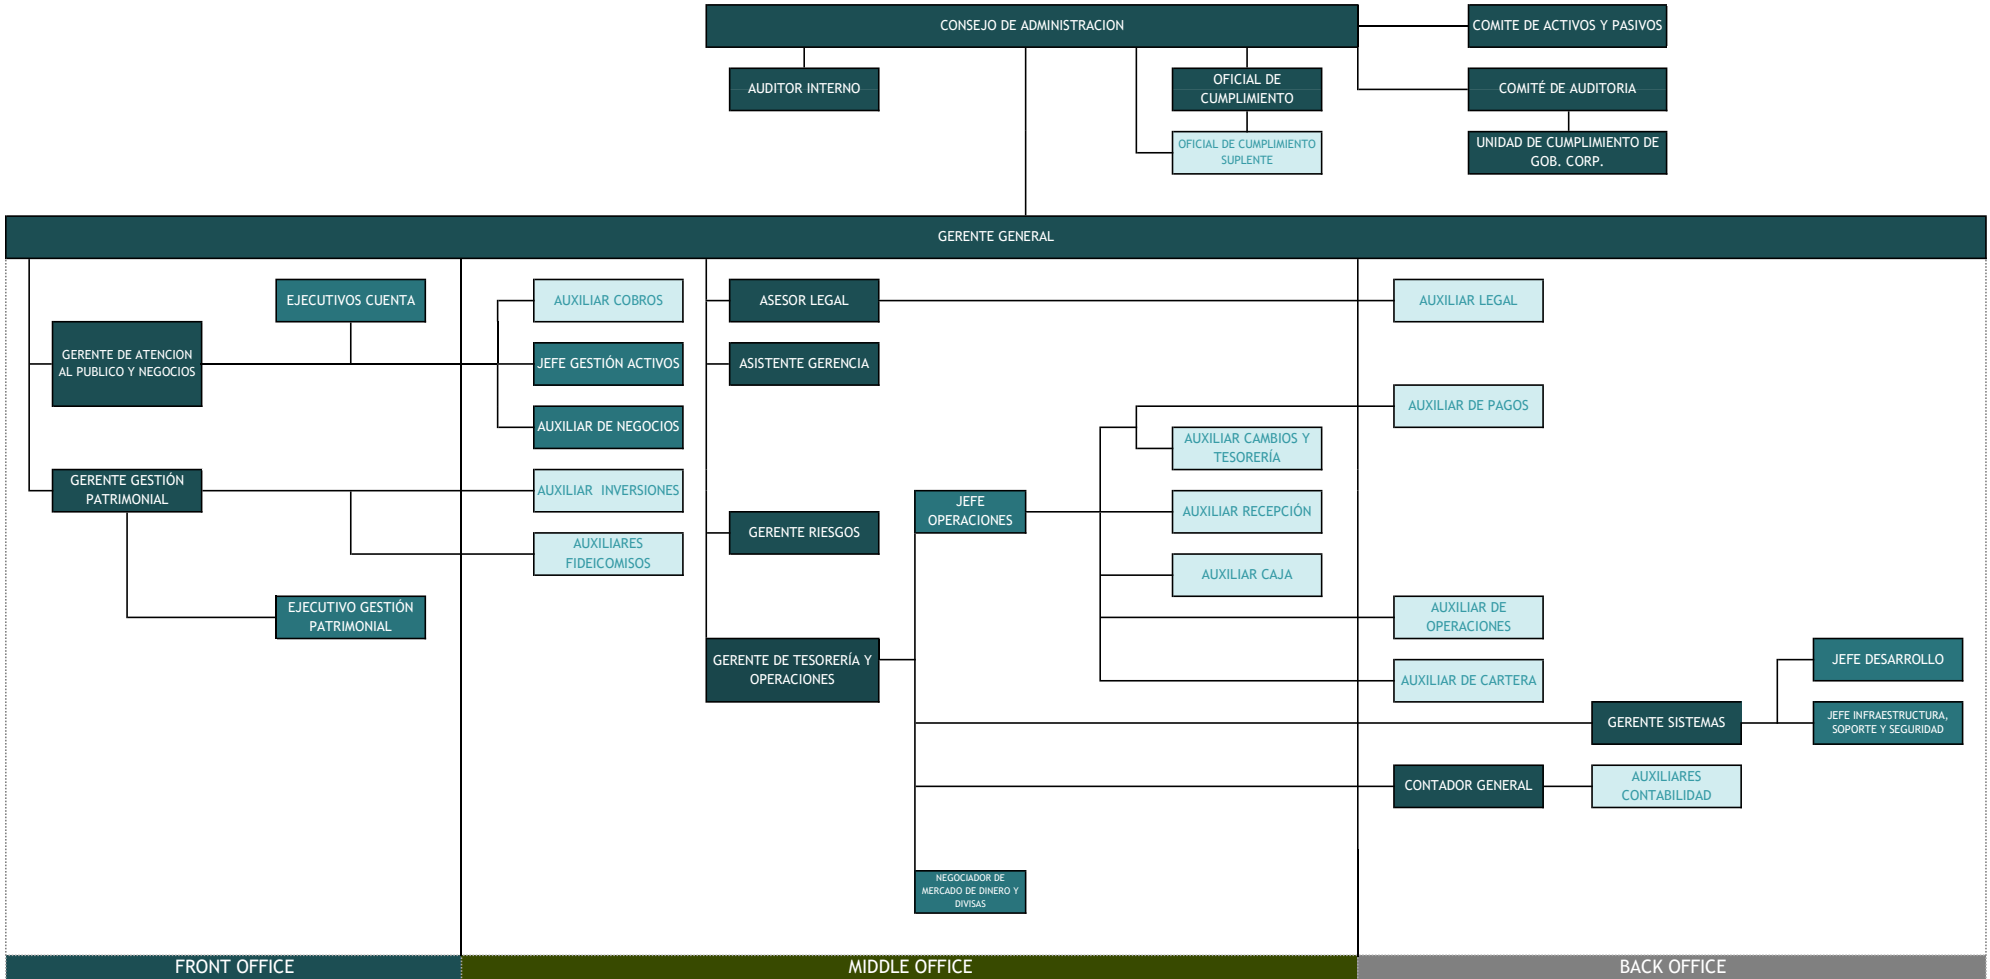 CONSEJO DE ADMINISTRACION
COMITE DE ACTIVOS Y PASIVOS
AUDITOR INTERNO
OFICIAL DE
CUMPLIMIENTO
COMITÉ DE AUDITORIA
OFICIAL DE CUMPLIMIENTO
SUPLENTE
UNIDAD DE CUMPLIMIENTO DE
GOB. CORP.
GERENTE GENERAL
EJECUTIVOS CUENTA
AUXILIAR COBROS
ASESOR LEGAL
AUXILIAR LEGAL
GERENTE DE ATENCION
AL PUBLICO Y NEGOCIOS
JEFE GESTIÓN ACTIVOS
ASISTENTE GERENCIA
AUXILIAR DE NEGOCIOS
AUXILIAR DE PAGOS
AUXILIAR CAMBIOS Y
TESORERÍA
GERENTE GESTIÓN
PATRIMONIAL
AUXILIAR INVERSIONES
JEFE
OPERACIONES
AUXILIAR RECEPCIÓN
GERENTE RIESGOS
AUXILIARES
FIDEICOMISOS
AUXILIAR CAJA
EJECUTIVO GESTIÓN
PATRIMONIAL
AUXILIAR DE
OPERACIONES
GERENTE DE TESORERÍA Y
OPERACIONES
AUXILIAR DE CARTERA
JEFE DESARROLLO
GERENTE SISTEMAS
JEFE INFRAESTRUCTURA,
SOPORTE Y SEGURIDAD
CONTADOR GENERAL
AUXILIARES
CONTABILIDAD
NEGOCIADOR DE
MERCADO DE DINERO Y
DIVISAS
FRONT OFFICE
MIDDLE OFFICE
BACK OFFICE